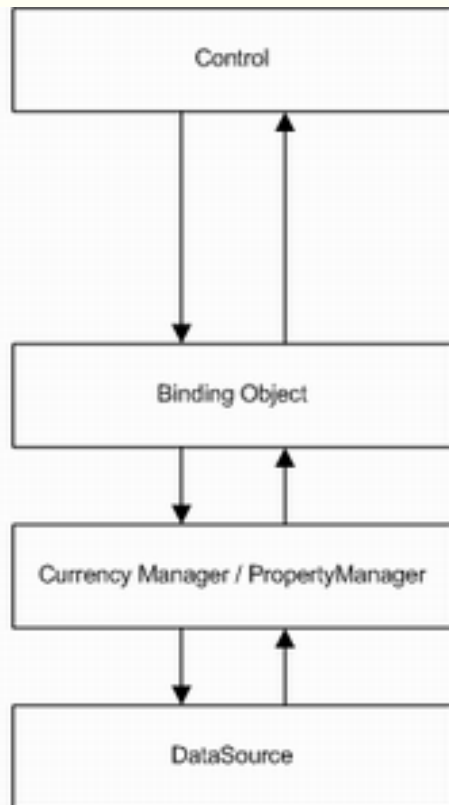 Control
Binding Object
Currency Manager / PropertyManager
DataSource